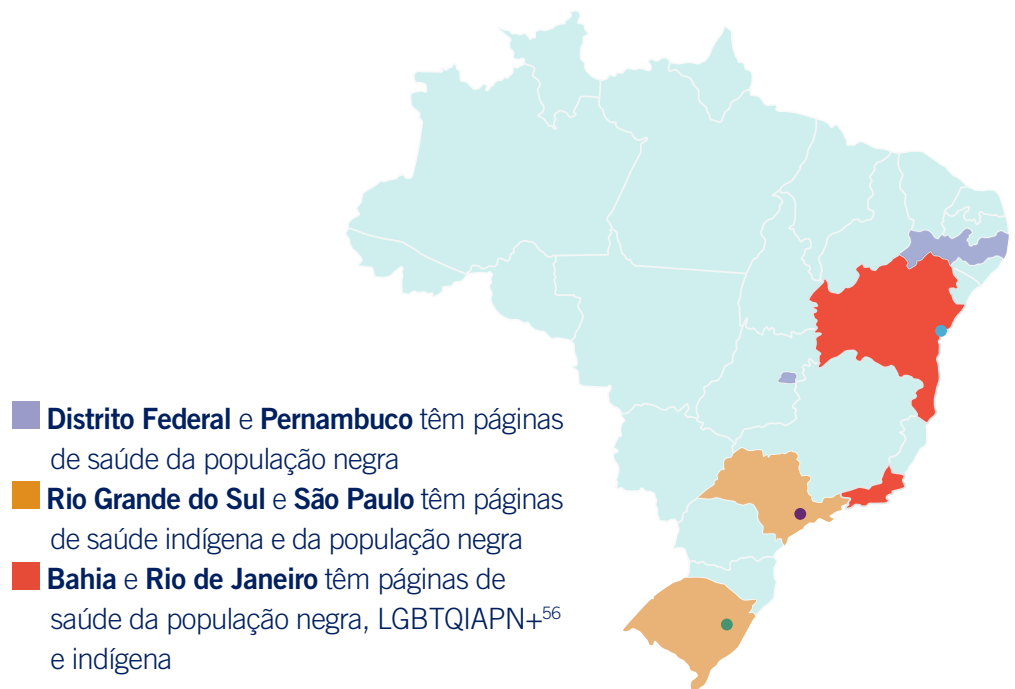 Distrito Federal e Pernambuco têm páginas
de saúde da população negra
Rio Grande do Sul e São Paulo têm páginas
de saúde indígena e da população negra
Bahia e Rio de Janeiro têm páginas de
saúde da população negra, LGBTQIAPN+56
e indígena